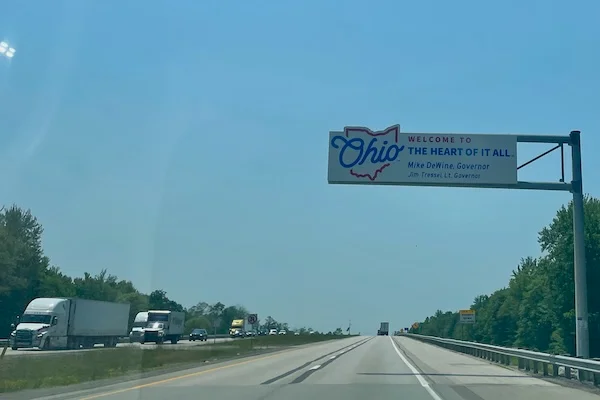 Ohio
WELCOME TO
THE HEART OF IT ALL.
Mike DeWine, Governor
Jim Tressel, Lt. Governor